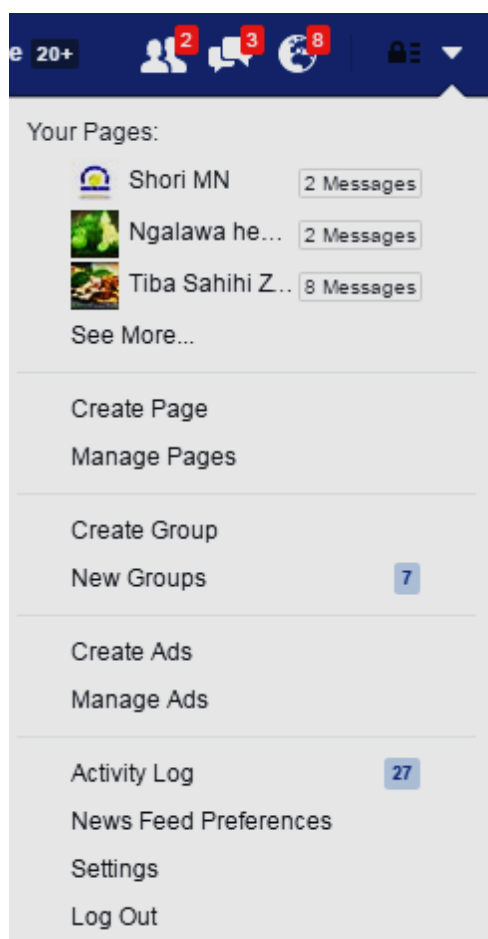 e 20+ 2 3 8
Your Pages:
Shori MN 2 Messages
Ngalawa he... 2 Messages
Tiba Sahihi Z... 8 Messages
See More...
Create Page
Manage Pages
Create Group
New Groups 7
Create Ads
Manage Ads
Activity Log 27
News Feed Preferences
Settings
Log Out